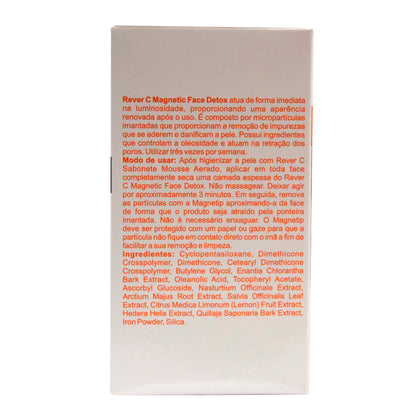 Rever C Magnetic Face Detox atua de forma imediata
na luminosidade, proporcionando uma aparência
renovada após o uso. É composto por microparticulas
imantadas que proporcionam a remoção de impurezas
que se aderem e danificam a pele. Possui ingredientes
que controlam a oleosidade e atuam na retração dos
poros. Utilizar três vezes por semana.
Modo de usar: Após higienizar a pele com Rever C
Sabonete Mousse Aerado, aplicar em toda face
completamente seca uma camada espessa do Rever
C Magnetic Face Detox. Não massagear. Deixar agir
por aproximadamente 3 minutos. Em seguida, remova
as partículas com a Magnetip aproximando-a da face
de forma que o produto seja atraído pela ponteira
imantada. Não é necessário enxaguar. O Magnetip
deve ser protegido com um papel ou gaze para que a
partícula não fique em contato direto com o imã a fim de
facilitar a sua remoção e limpeza.
Ingredientes: Cyclopentasiloxane, Dimethicone
Crosspolymer, Dimethicone, Cetearyl Dimethicone
Crosspolymer, Butylene Glycol, Enantia Chlorantha
Bark Extract, Oleanolic Acid, Tocopheryl Acetate,
Ascorbyl Glucoside, Nasturtium Officinale Extract,
Arctium Majus Root Extract, Salvia Officinalis Leaf
Extract, Citrus Medica Limonum (Lemon) Fruit Extract,
Hedera Helix Extract, Quillaja Saponaria Bark Extract,
Iron Powder, Silica.